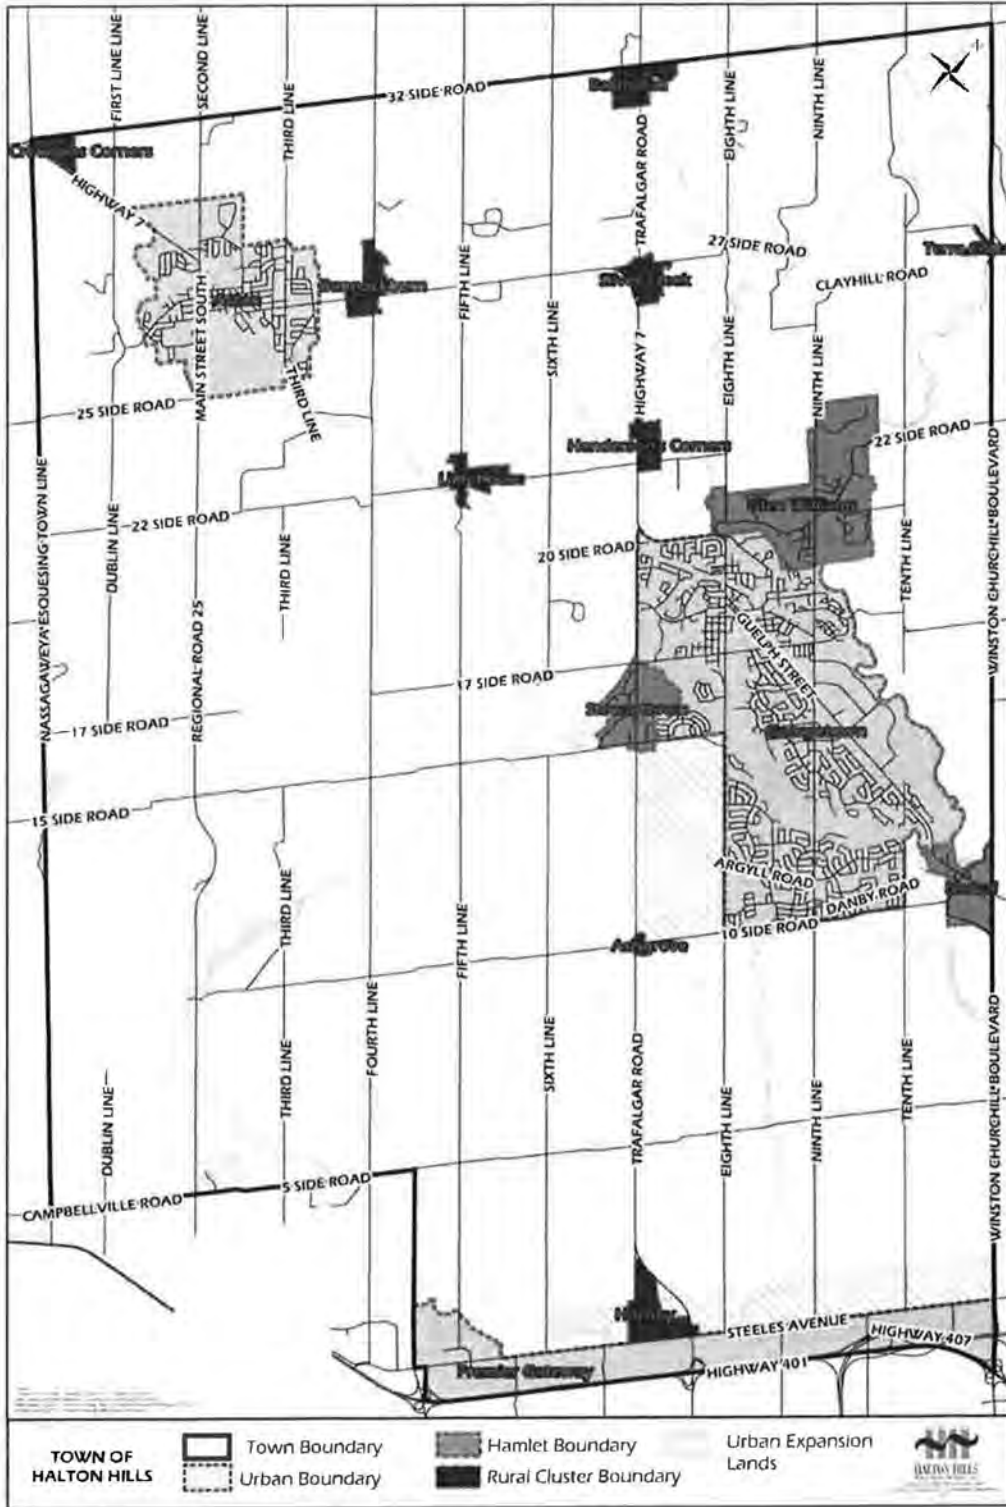 32 SIDE ROAD
FIRST LINE LINE
SECOND LINE
THIRD LINE
TRAFALGAR ROAD
EIGHTH LINE
NINTH LINE
HIGHWAY 7
27 SIDE ROAD
CLAYHILL ROAD
MAIN STREET SOUTH
THIRD LINE
FIFTH LINE
SIXTH LINE
HIGHWAY 7
EIGHTH LINE
NINTH LINE
25 SIDE ROAD
22 SIDE ROAD
22 SIDE ROAD
20 SIDE ROAD
NASSAGAWEYA-ESQUESING TOWN LINE
DUBLIN LINE
REGIONAL ROAD 25
THIRD LINE
TENTH LINE
WINSTON CHURCHILL BOULEVARD
GUELPH STREET
17 SIDE ROAD
17 SIDE ROAD
Georgetown
15 SIDE ROAD
THIRD LINE
FIFTH LINE
ARGYLL ROAD
DANBY ROAD
10 SIDE ROAD
Ashgrove
DUBLIN LINE
THIRD LINE
FOURTH LINE
SIXTH LINE
TRAFALGAR ROAD
EIGHTH LINE
NINTH LINE
TENTH LINE
WINSTON CHURCHILL BOULEVARD
CAMPBELLVILLE ROAD
5 SIDE ROAD
STEELES AVENUE
HIGHWAY 407
HIGHWAY 401
Premier Gateway
TOWN OF
HALTON HILLS
Town Boundary
Urban Boundary
Hamlet Boundary
Rural Cluster Boundary
Urban Expansion
Lands
HALTON HILLS